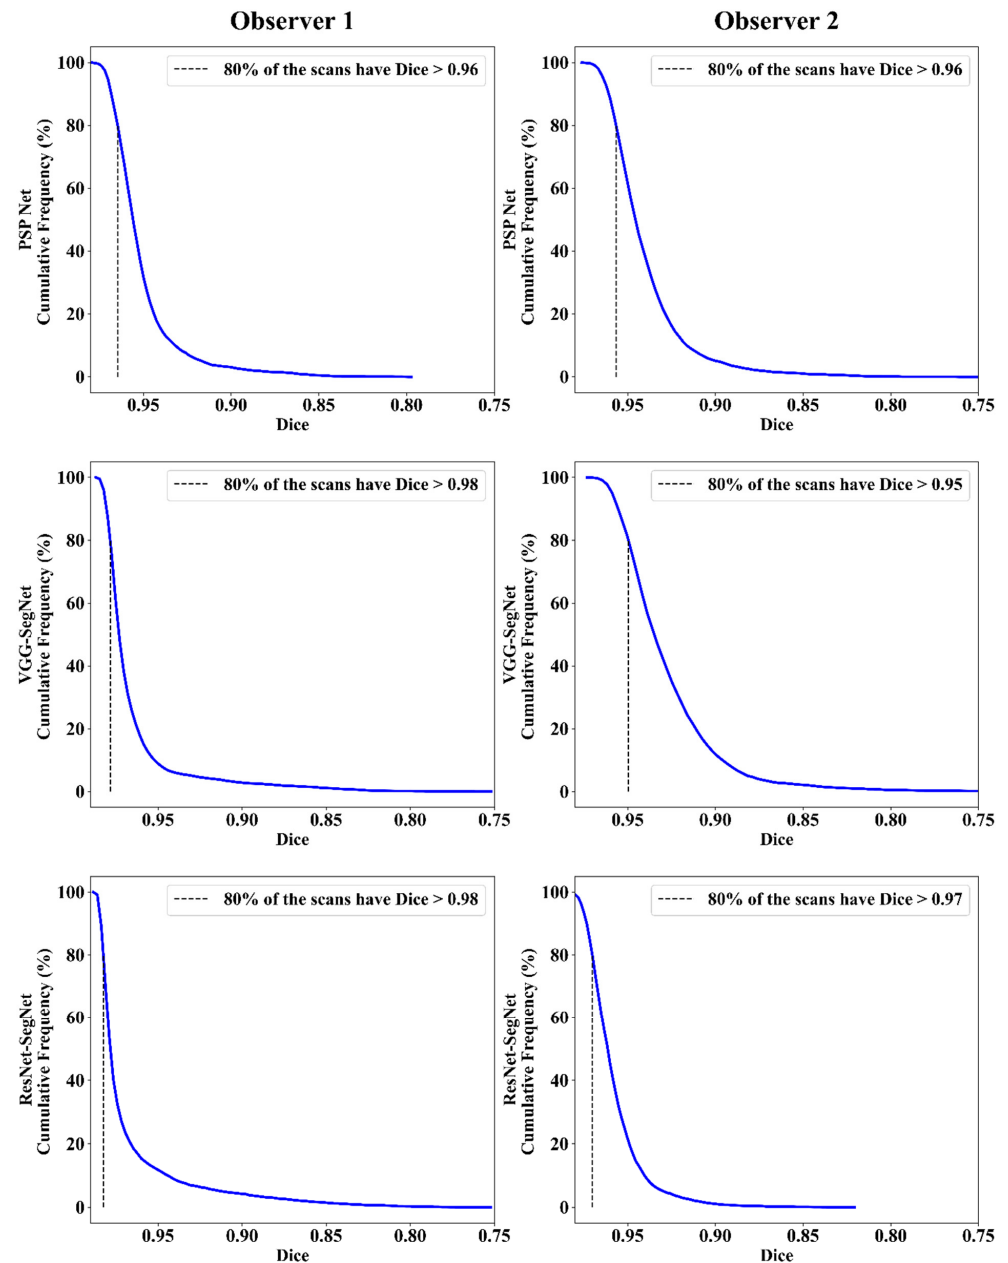 Observer 1
Observer 2
100
80
60
40
20
0
PSP Net
Cumulative Frequency (%)
80% of the scans have Dice > 0.96
0.95
0.90
0.85
0.80
0.75
Dice
100
80
60
40
20
0
PSP Net
Cumulative Frequency (%)
80% of the scans have Dice > 0.96
0.95
0.90
0.85
0.80
0.75
Dice
100
80
60
40
20
0
VGG-SegNet
Cumulative Frequency (%)
80% of the scans have Dice > 0.98
0.95
0.90
0.85
0.80
0.75
Dice
100
80
60
40
20
0
VGG-SegNet
Cumulative Frequency (%)
80% of the scans have Dice > 0.95
0.95
0.90
0.85
0.80
0.75
Dice
100
80
60
40
20
0
ResNet-SegNet
Cumulative Frequency (%)
80% of the scans have Dice > 0.98
0.95
0.90
0.85
0.80
0.75
Dice
100
80
60
40
20
0
ResNet-SegNet
Cumulative Frequency (%)
80% of the scans have Dice > 0.97
0.95
0.90
0.85
0.80
0.75
Dice